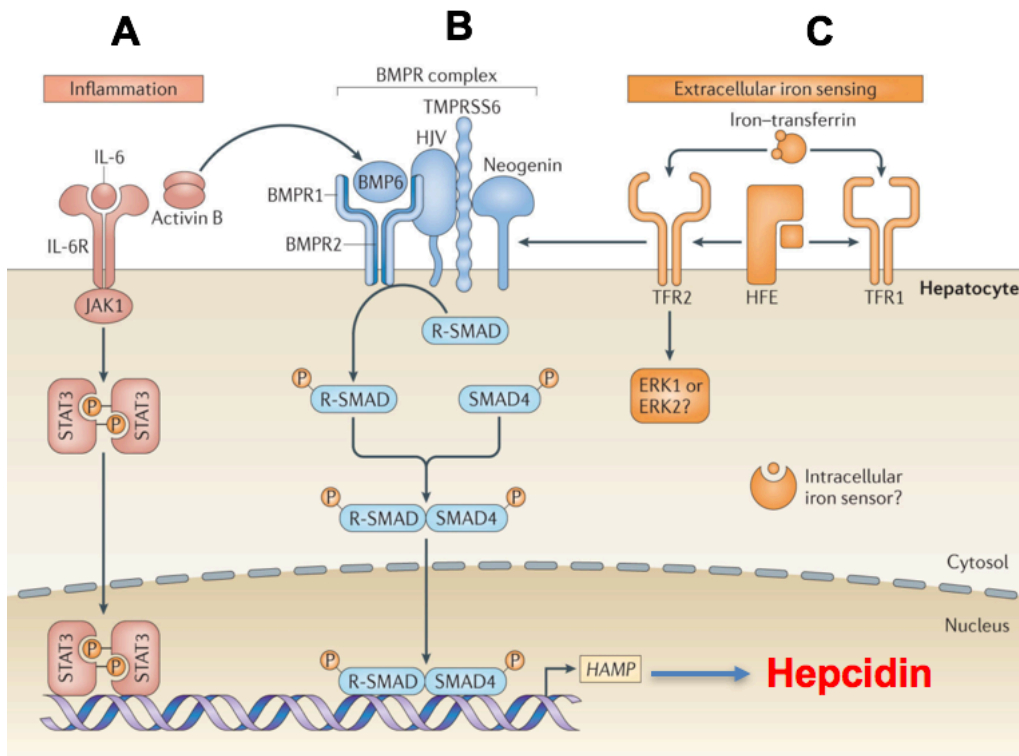 A
B
C
Inflammation
BMPR complex
Extracellular iron sensing
TMPRSS6
Iron–transferrin
HJV
IL-6
Neogenin
BMP6
BMPR1
Activin B
IL-6R
BMPR2
TFR2
HFE
TFR1
Hepatocyte
JAK1
R-SMAD
P
R-SMAD
SMAD4
P
ERK1 or
ERK2?
STAT3
P
P
STAT3
Intracellular
iron sensor?
P
R-SMAD
SMAD4
P
Cytosol
Nucleus
STAT3
P
P
STAT3
P
R-SMAD
SMAD4
P
HAMP
Hepcidin